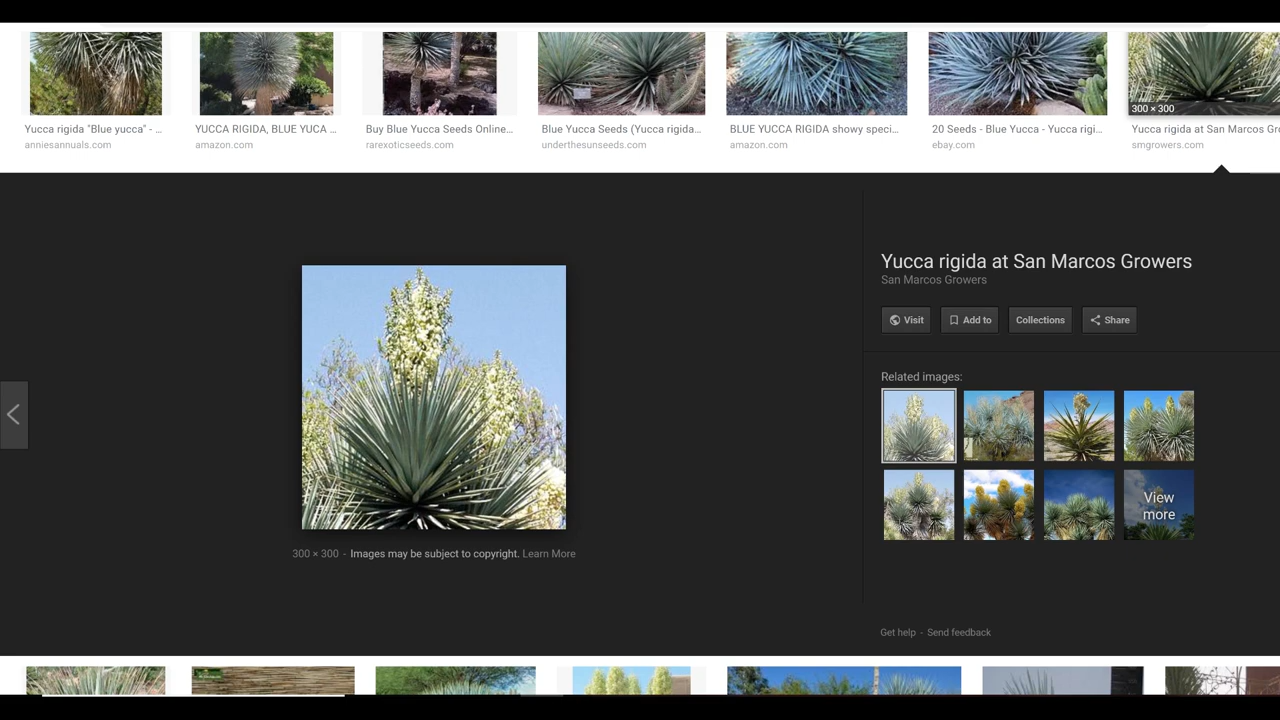 Yucca rigida "Blue yucca" - ...
anniesannuals.com
YUCCA RIGIDA, BLUE YUCA ...
amazon.com
Buy Blue Yucca Seeds Online...
rarexoticseeds.com
Blue Yucca Seeds (Yucca rigida...
underthesunseeds.com
BLUE YUCCA RIGIDA showy speci...
amazon.com
20 Seeds - Blue Yucca - Yucca rigi...
ebay.com
300 × 300
Yucca rigida at San Marcos Gr
smgrowers.com
Yucca rigida at San Marcos Growers
San Marcos Growers
Visit
Add to
Collections
Share
Related images:
View
more
300 × 300 - Images may be subject to copyright. Learn More
Get help - Send feedback